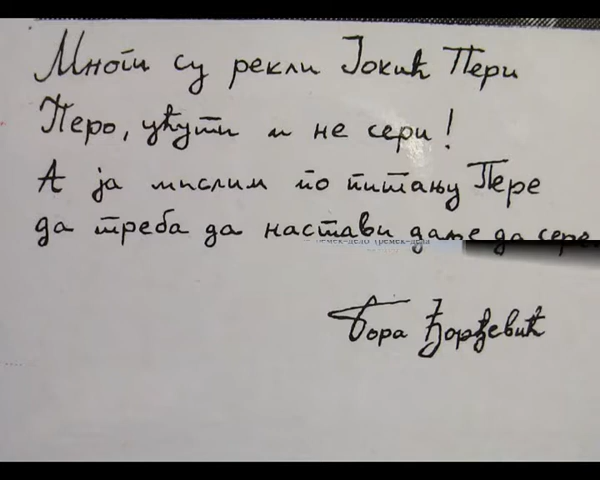 Многи су рекли Јокић Пери
Перо, ућути и не сери!
А ја мислим по питању Пере
да треба да настави даље да сере
Бора Ђорђевић